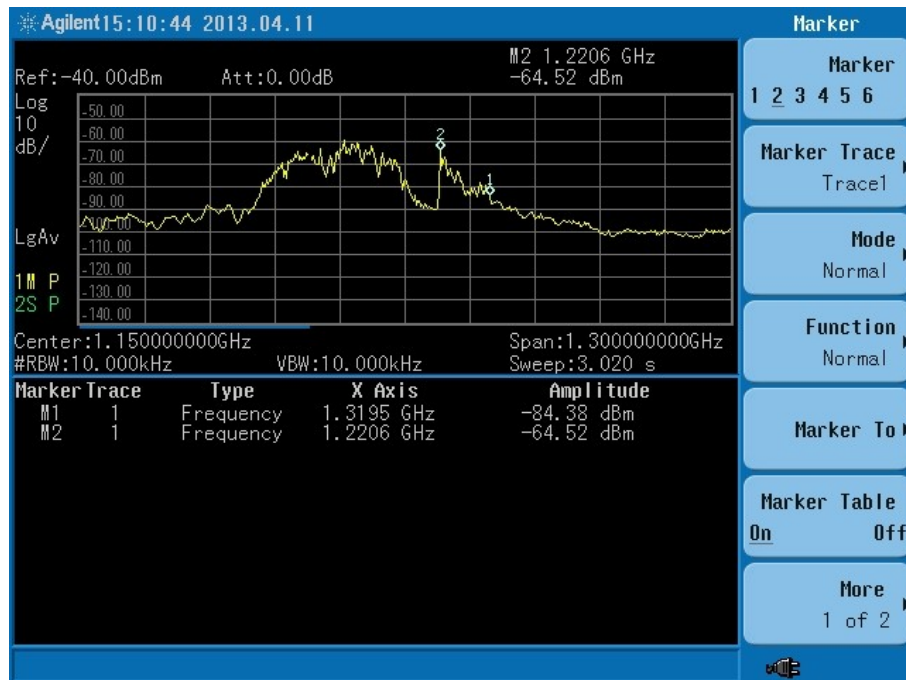 Agilent 15:10:44 2013.04.11
Marker
M2 1.2206 GHz
Ref:-40.00dBm Att:0.00dB -64.52 dBm
Log
10
dB/
-50.00
-60.00
-70.00
-80.00
-90.00
-110.00
-120.00
-130.00
-140.00
2
1
LgAv
1M P
2S P
Center:1.150000000GHz Span:1.300000000GHz
#RBW:10.000kHz VBW:10.000kHz Sweep:3.020 s
Marker Trace Type X Axis Amplitude
M1 1 Frequency 1.3195 GHz -84.38 dBm
M2 1 Frequency 1.2206 GHz -64.52 dBm
Marker
1 2 3 4 5 6
Marker Trace
Trace1
Mode
Normal
Function
Normal
Marker To
Marker Table
On Off
More
1 of 2